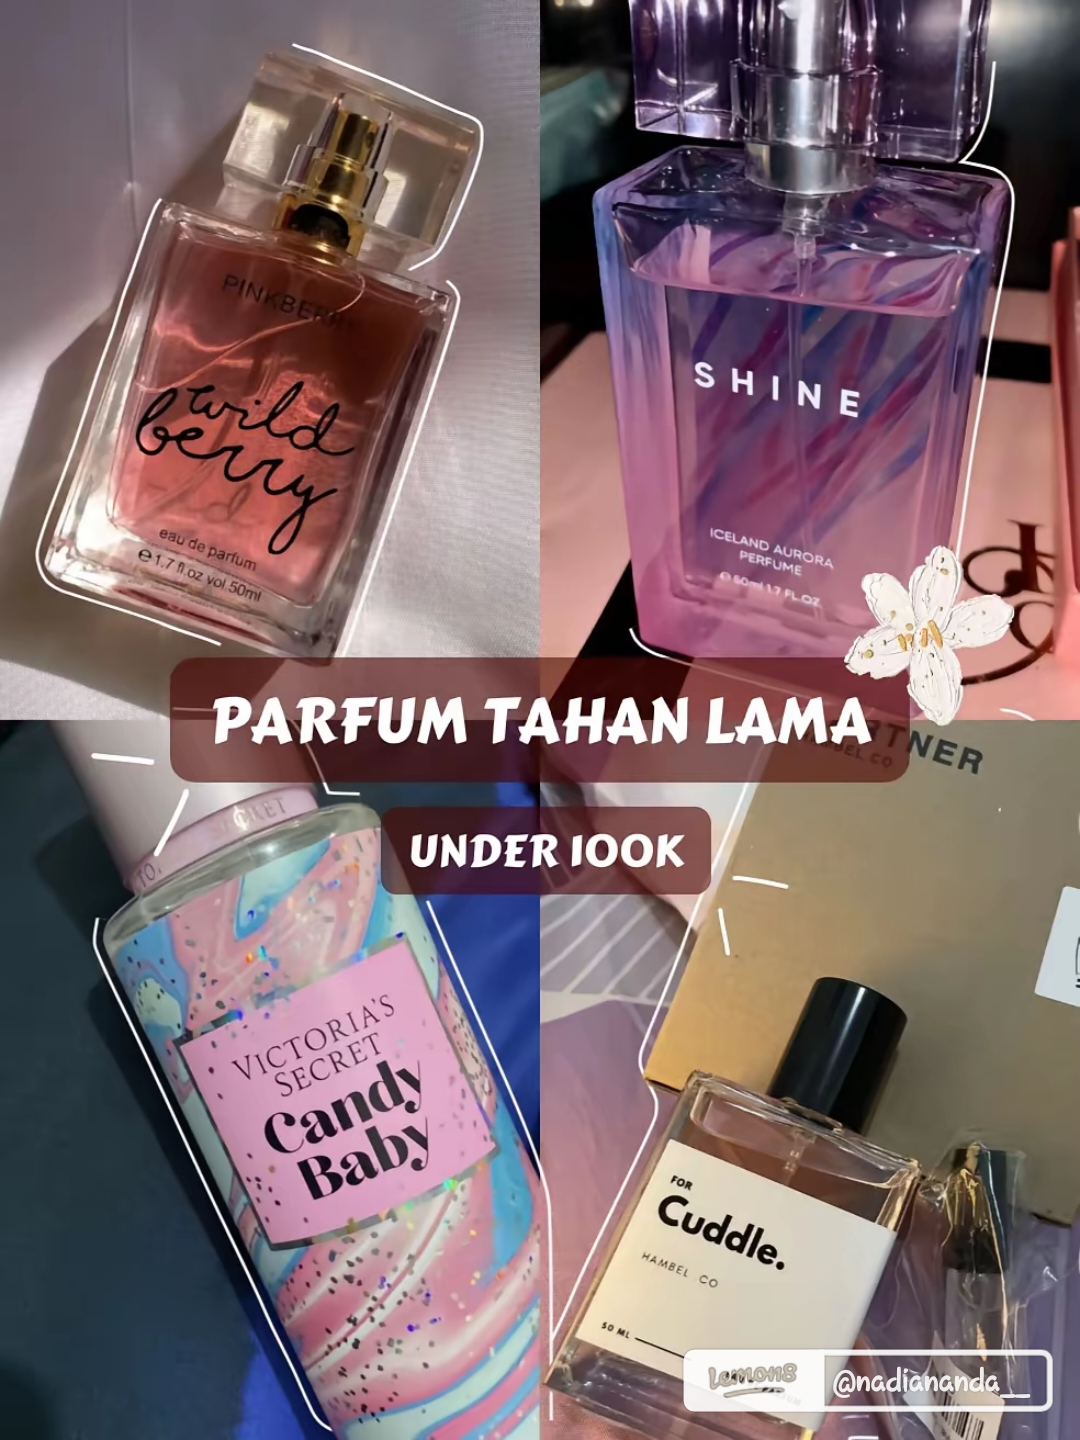 PINKBERRY
wild
berry
eau de parfum
℮ 1.7 fl.oz vol.50ml
SHINE
ICELAND AURORA
PERFUME
℮ 50ml 1.7 FL.OZ
PARFUM TAHAN LAMA
UNDER 100K
SECRET
VICTORIA'S
SECRET
Candy
Baby
FOR
Cuddle.
HAMBEL .CO
50 ML
lemon8
@nadiananda__